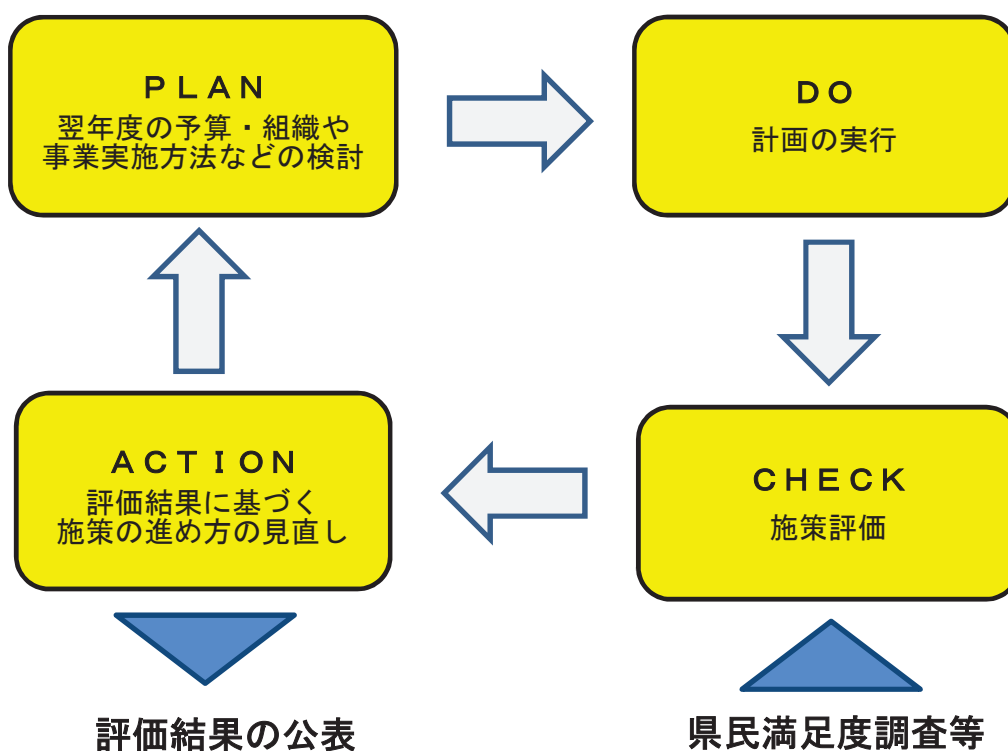 ＰＬＡＮ
翌年度の予算・組織や
事業実施方法などの検討
ＤＯ
計画の実行
ＡＣＴＩＯＮ
評価結果に基づく
施策の進め方の見直し
ＣＨＥＣＫ
施策評価
評価結果の公表
県民満足度調査等